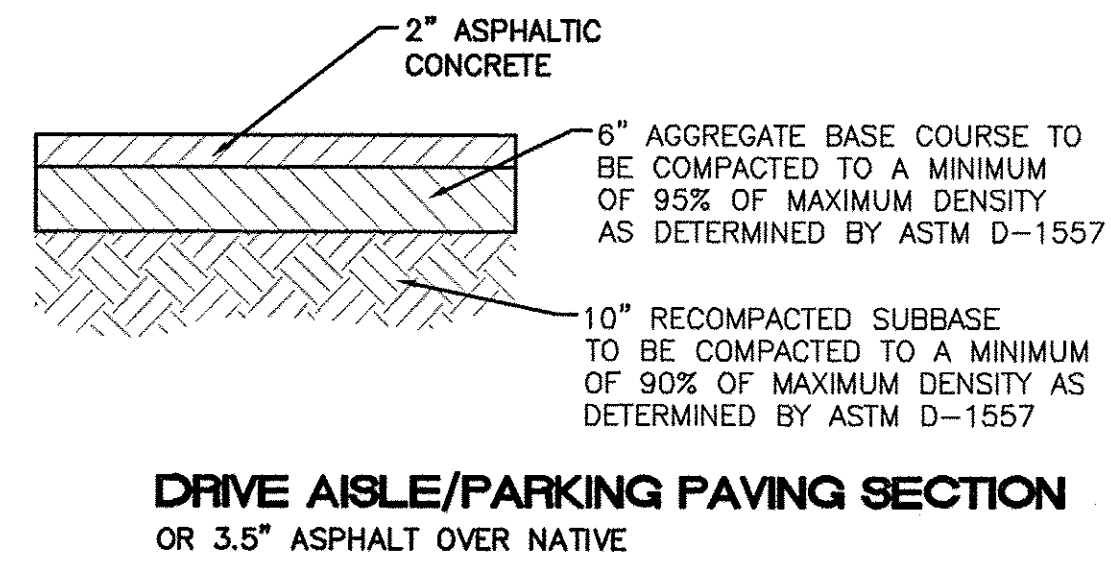 2" ASPHALTIC
CONCRETE
6" AGGREGATE BASE COURSE TO
BE COMPACTED TO A MINIMUM
OF 95% OF MAXIMUM DENSITY
AS DETERMINED BY ASTM D-1557
10" RECOMPACTED SUBBASE
TO BE COMPACTED TO A MINIMUM
OF 90% OF MAXIMUM DENSITY AS
DETERMINED BY ASTM D-1557
DRIVE AISLE/PARKING PAVING SECTION
OR 3.5" ASPHALT OVER NATIVE